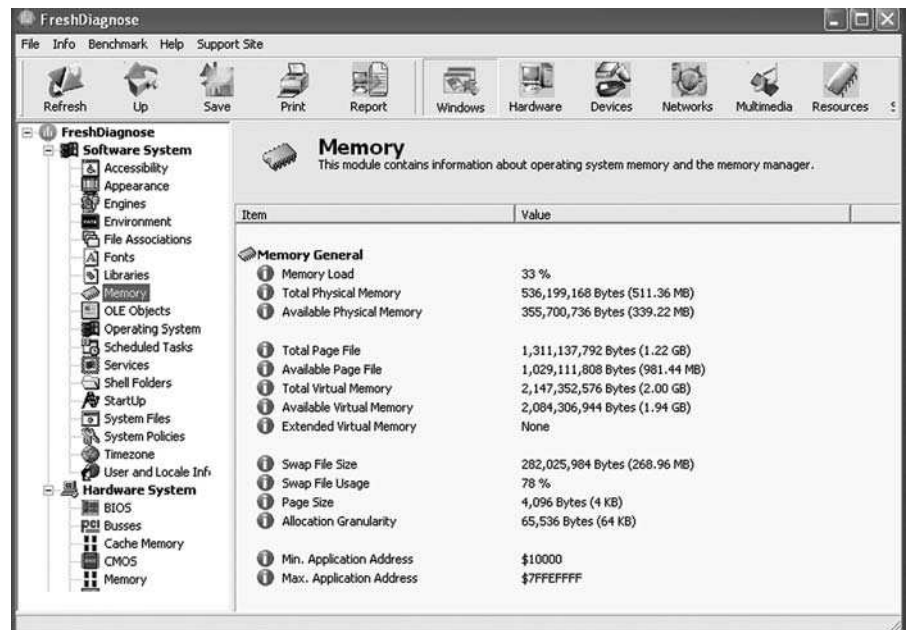 FreshDiagnose
File Info Benchmark Help Support Site
Refresh Up Save Print Report Windows Hardware Devices Networks Multimedia Resources S
FreshDiagnose
Software System
Accessibility
Appearance
Engines
Environment
File Associations
Fonts
Libraries
Memory
OLE Objects
Operating System
Scheduled Tasks
Services
Shell Folders
StartUp
System Files
System Policies
Timezone
User and Locale Info
Hardware System
BIOS
PCI Busses
Cache Memory
CMOS
Memory
Memory
This module contains information about operating system memory and the memory manager.
Item Value
Memory General
Memory Load 33 %
Total Physical Memory 536,199,168 Bytes (511.36 MB)
Available Physical Memory 355,700,736 Bytes (339.22 MB)
Total Page File 1,311,137,792 Bytes (1.22 GB)
Available Page File 1,029,111,808 Bytes (981.44 MB)
Total Virtual Memory 2,147,352,576 Bytes (2.00 GB)
Available Virtual Memory 2,084,306,944 Bytes (1.94 GB)
Extended Virtual Memory None
Swap File Size 282,025,984 Bytes (268.96 MB)
Swap File Usage 78 %
Page Size 4,096 Bytes (4 KB)
Allocation Granularity 65,536 Bytes (64 KB)
Min. Application Address $10000
Max. Application Address $7FFEFFFF